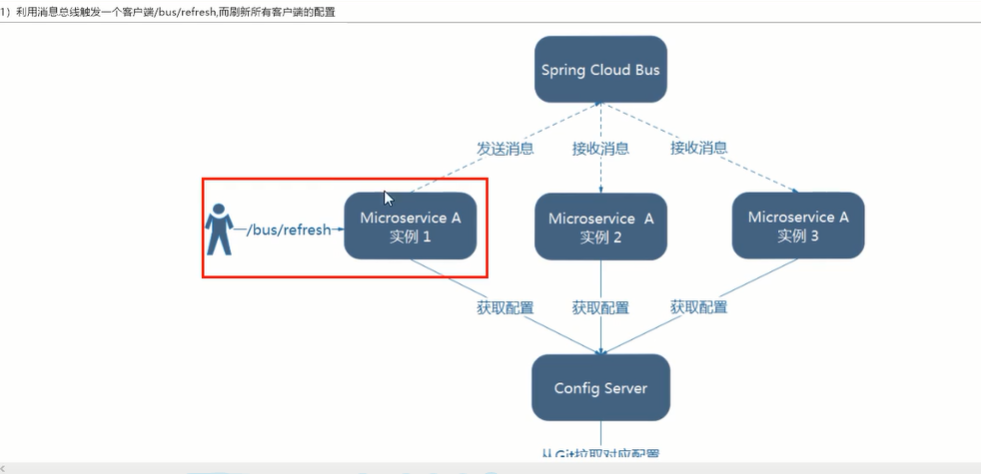 1）利用消息总线触发一个客户端/bus/refresh,而刷新所有客户端的配置
Spring Cloud Bus
发送消息
接收消息
接收消息
/bus/refresh
Microservice A
实例 1
Microservice A
实例 2
Microservice A
实例 3
获取配置
获取配置
获取配置
Config Server
从Git拉取对应配置